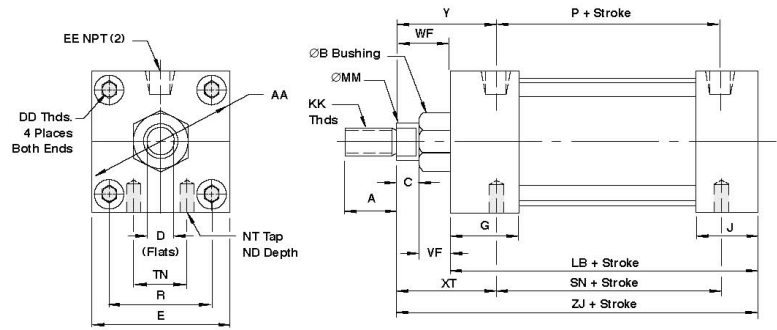 Y
P + Stroke
WF
EE NPT (2)
ØB Bushing
ØMM
AA
KK
Thds
DD Thds.
4 Places
Both Ends
C
A
D
(Flats)
NT Tap
ND Depth
G
J
VF
LB + Stroke
TN
XT
SN + Stroke
R
ZJ + Stroke
E